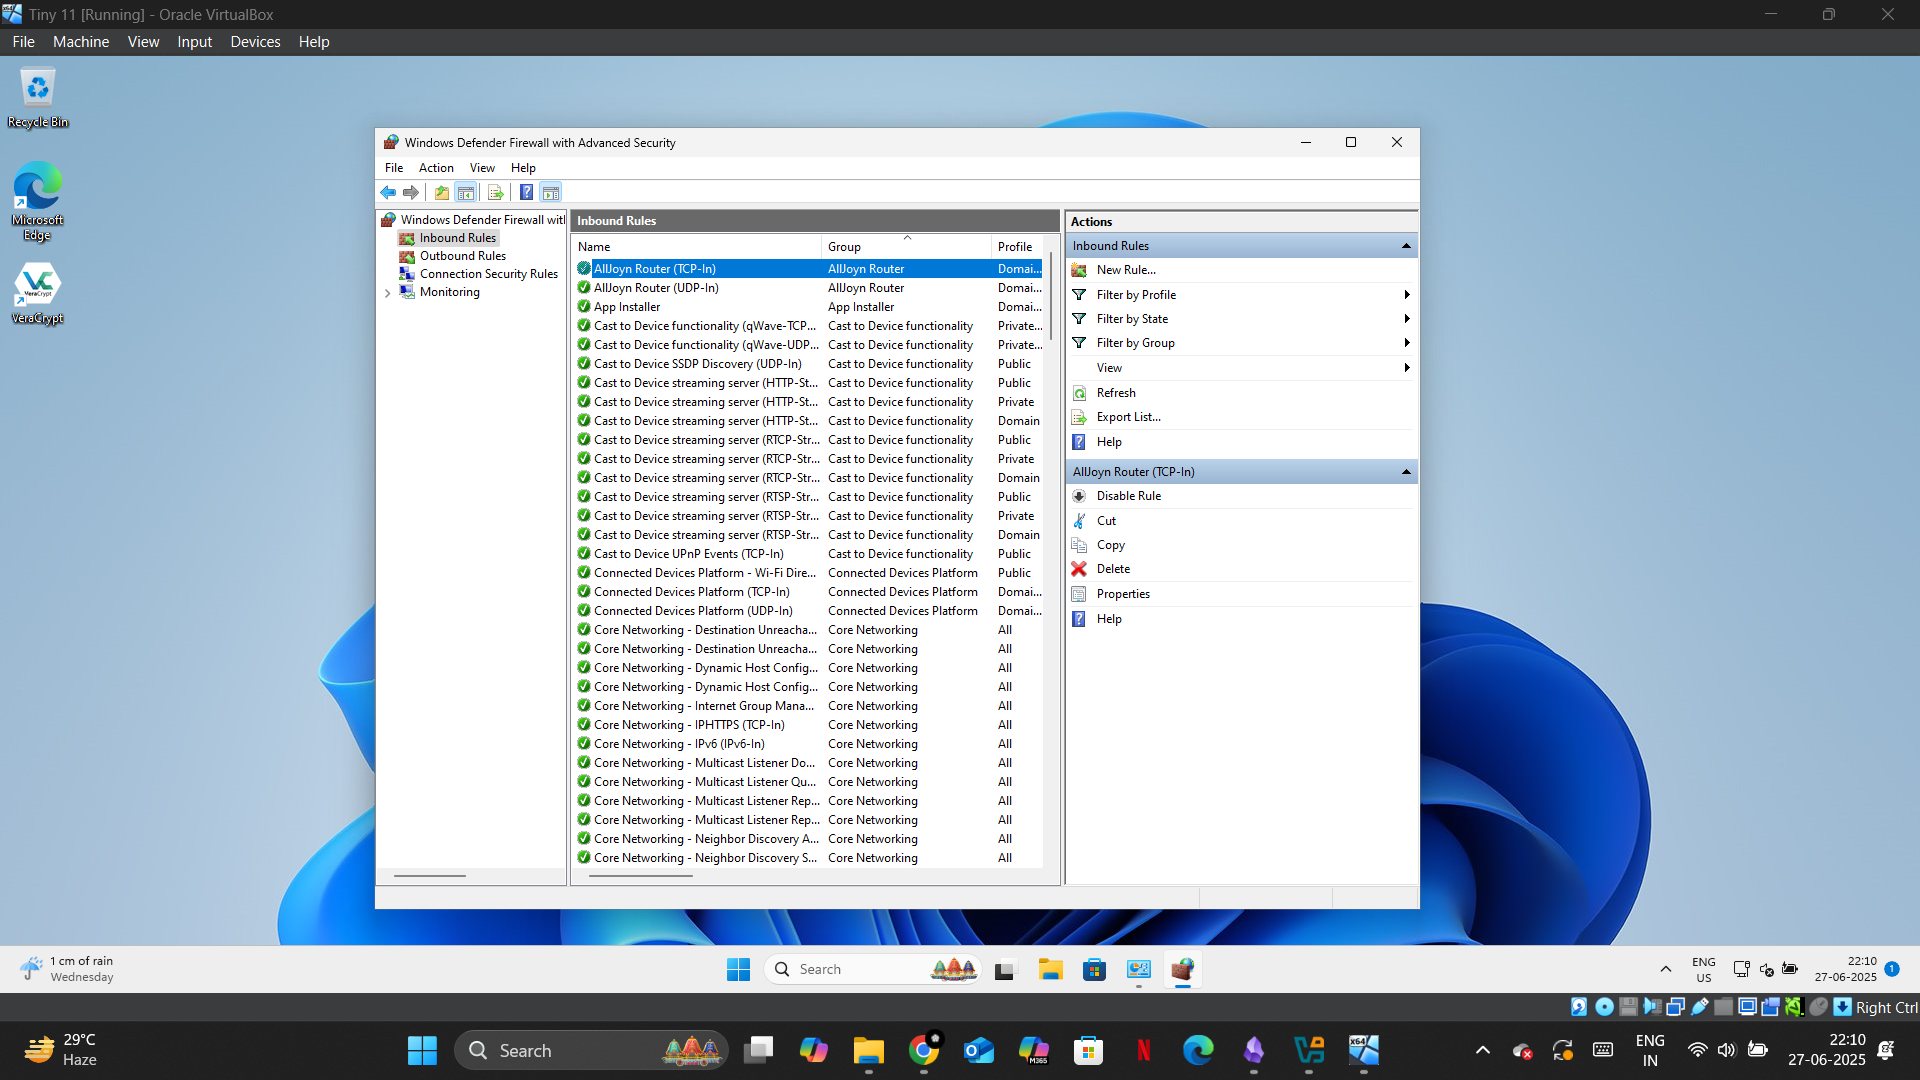 Tiny 11 [Running] - Oracle VirtualBox
File Machine View Input Devices Help
Recycle Bin
Microsoft
Edge
VeraCrypt
VeraCrypt
Windows Defender Firewall with Advanced Security
File Action View Help
Windows Defender Firewall with
Inbound Rules
Outbound Rules
Connection Security Rules
Monitoring
Inbound Rules
Name Group Profile
AllJoyn Router (TCP-In) AllJoyn Router Domai...
AllJoyn Router (UDP-In) AllJoyn Router Domai...
App Installer App Installer Domai...
Cast to Device functionality (qWave-TCP... Cast to Device functionality Private...
Cast to Device functionality (qWave-UDP... Cast to Device functionality Private...
Cast to Device SSDP Discovery (UDP-In) Cast to Device functionality Public
Cast to Device streaming server (HTTP-St... Cast to Device functionality Public
Cast to Device streaming server (HTTP-St... Cast to Device functionality Private
Cast to Device streaming server (HTTP-St... Cast to Device functionality Domain
Cast to Device streaming server (RTCP-Str... Cast to Device functionality Public
Cast to Device streaming server (RTCP-Str... Cast to Device functionality Private
Cast to Device streaming server (RTCP-Str... Cast to Device functionality Domain
Cast to Device streaming server (RTSP-Str... Cast to Device functionality Public
Cast to Device streaming server (RTSP-Str... Cast to Device functionality Private
Cast to Device streaming server (RTSP-Str... Cast to Device functionality Domain
Cast to Device UPnP Events (TCP-In) Cast to Device functionality Public
Connected Devices Platform - Wi-Fi Dire... Connected Devices Platform Public
Connected Devices Platform (TCP-In) Connected Devices Platform Domai...
Connected Devices Platform (UDP-In) Connected Devices Platform Domai...
Core Networking - Destination Unreacha... Core Networking All
Core Networking - Destination Unreacha... Core Networking All
Core Networking - Dynamic Host Config... Core Networking All
Core Networking - Dynamic Host Config... Core Networking All
Core Networking - Internet Group Mana... Core Networking All
Core Networking - IPHTTPS (TCP-In) Core Networking All
Core Networking - IPv6 (IPv6-In) Core Networking All
Core Networking - Multicast Listener Do... Core Networking All
Core Networking - Multicast Listener Qu... Core Networking All
Core Networking - Multicast Listener Rep... Core Networking All
Core Networking - Multicast Listener Rep... Core Networking All
Core Networking - Neighbor Discovery A... Core Networking All
Core Networking - Neighbor Discovery S... Core Networking All
Actions
Inbound Rules
New Rule...
Filter by Profile
Filter by State
Filter by Group
View
Refresh
Export List...
Help
AllJoyn Router (TCP-In)
Disable Rule
Cut
Copy
Delete
Properties
Help
1 cm of rain
Wednesday
Search
ENG
US
22:10
27-06-2025
1
Right Ctrl
29°C
Haze
Search
M365
N
x64
ENG
IN
22:10
27-06-2025